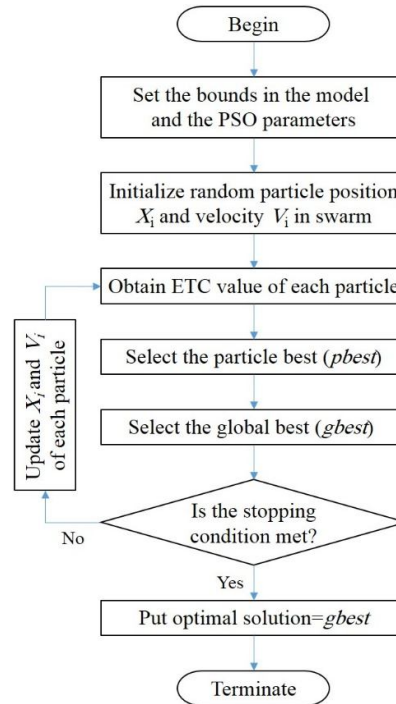 Begin
Set the bounds in the model
and the PSO parameters
Initialize random particle position
Xi and velocity Vi in swarm
Obtain ETC value of each particle
Select the particle best (pbest)
Select the global best (gbest)
Update Xi and Vi
of each particle
Is the stopping
condition met?
No
Yes
Put optimal solution=gbest
Terminate